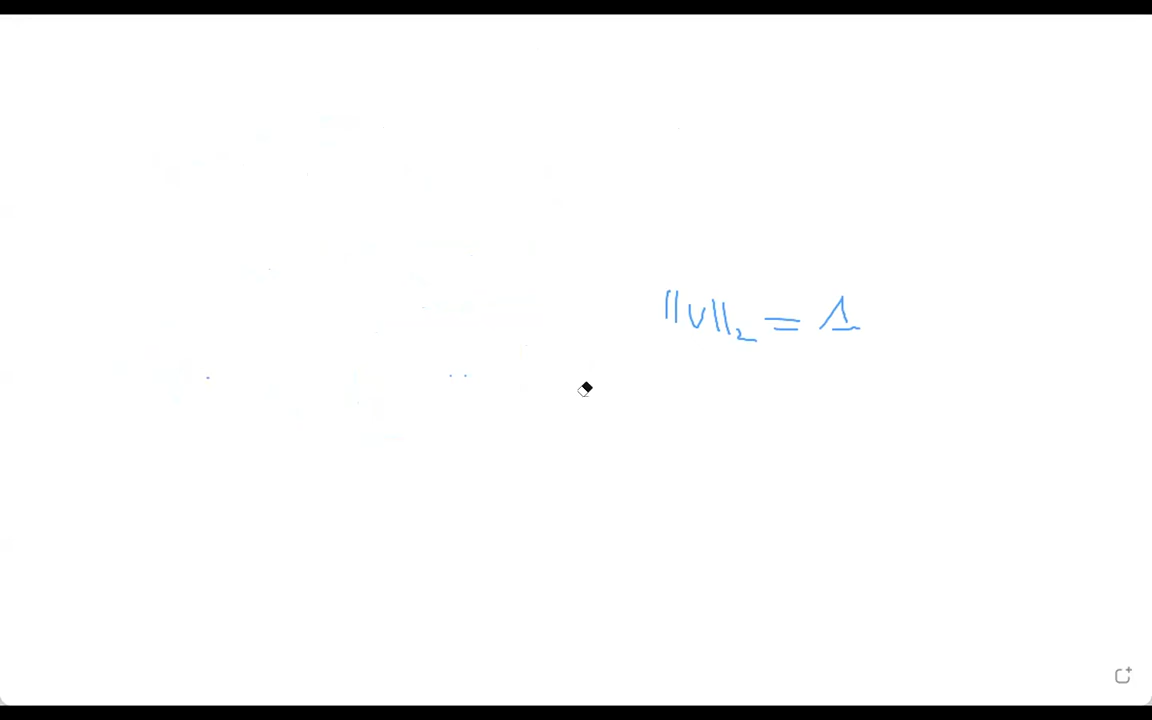 ||v||₂ = 1